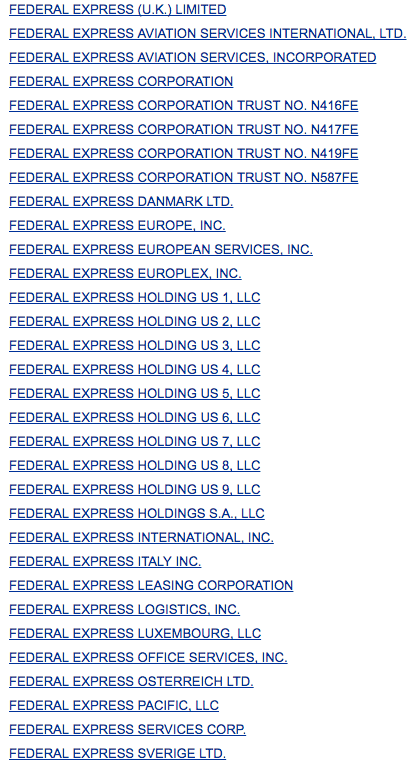 FEDERAL EXPRESS (U.K.) LIMITED
FEDERAL EXPRESS AVIATION SERVICES INTERNATIONAL, LTD.
FEDERAL EXPRESS AVIATION SERVICES, INCORPORATED
FEDERAL EXPRESS CORPORATION
FEDERAL EXPRESS CORPORATION TRUST NO. N416FE
FEDERAL EXPRESS CORPORATION TRUST NO. N417FE
FEDERAL EXPRESS CORPORATION TRUST NO. N419FE
FEDERAL EXPRESS CORPORATION TRUST NO. N587FE
FEDERAL EXPRESS DANMARK LTD.
FEDERAL EXPRESS EUROPE, INC.
FEDERAL EXPRESS EUROPEAN SERVICES, INC.
FEDERAL EXPRESS EUROPLEX, INC.
FEDERAL EXPRESS HOLDING US 1, LLC
FEDERAL EXPRESS HOLDING US 2, LLC
FEDERAL EXPRESS HOLDING US 3, LLC
FEDERAL EXPRESS HOLDING US 4, LLC
FEDERAL EXPRESS HOLDING US 5, LLC
FEDERAL EXPRESS HOLDING US 6, LLC
FEDERAL EXPRESS HOLDING US 7, LLC
FEDERAL EXPRESS HOLDING US 8, LLC
FEDERAL EXPRESS HOLDING US 9, LLC
FEDERAL EXPRESS HOLDINGS S.A., LLC
FEDERAL EXPRESS INTERNATIONAL, INC.
FEDERAL EXPRESS ITALY INC.
FEDERAL EXPRESS LEASING CORPORATION
FEDERAL EXPRESS LOGISTICS, INC.
FEDERAL EXPRESS LUXEMBOURG, LLC
FEDERAL EXPRESS OFFICE SERVICES, INC.
FEDERAL EXPRESS OSTERREICH LTD.
FEDERAL EXPRESS PACIFIC, LLC
FEDERAL EXPRESS SERVICES CORP.
FEDERAL EXPRESS SVERIGE LTD.